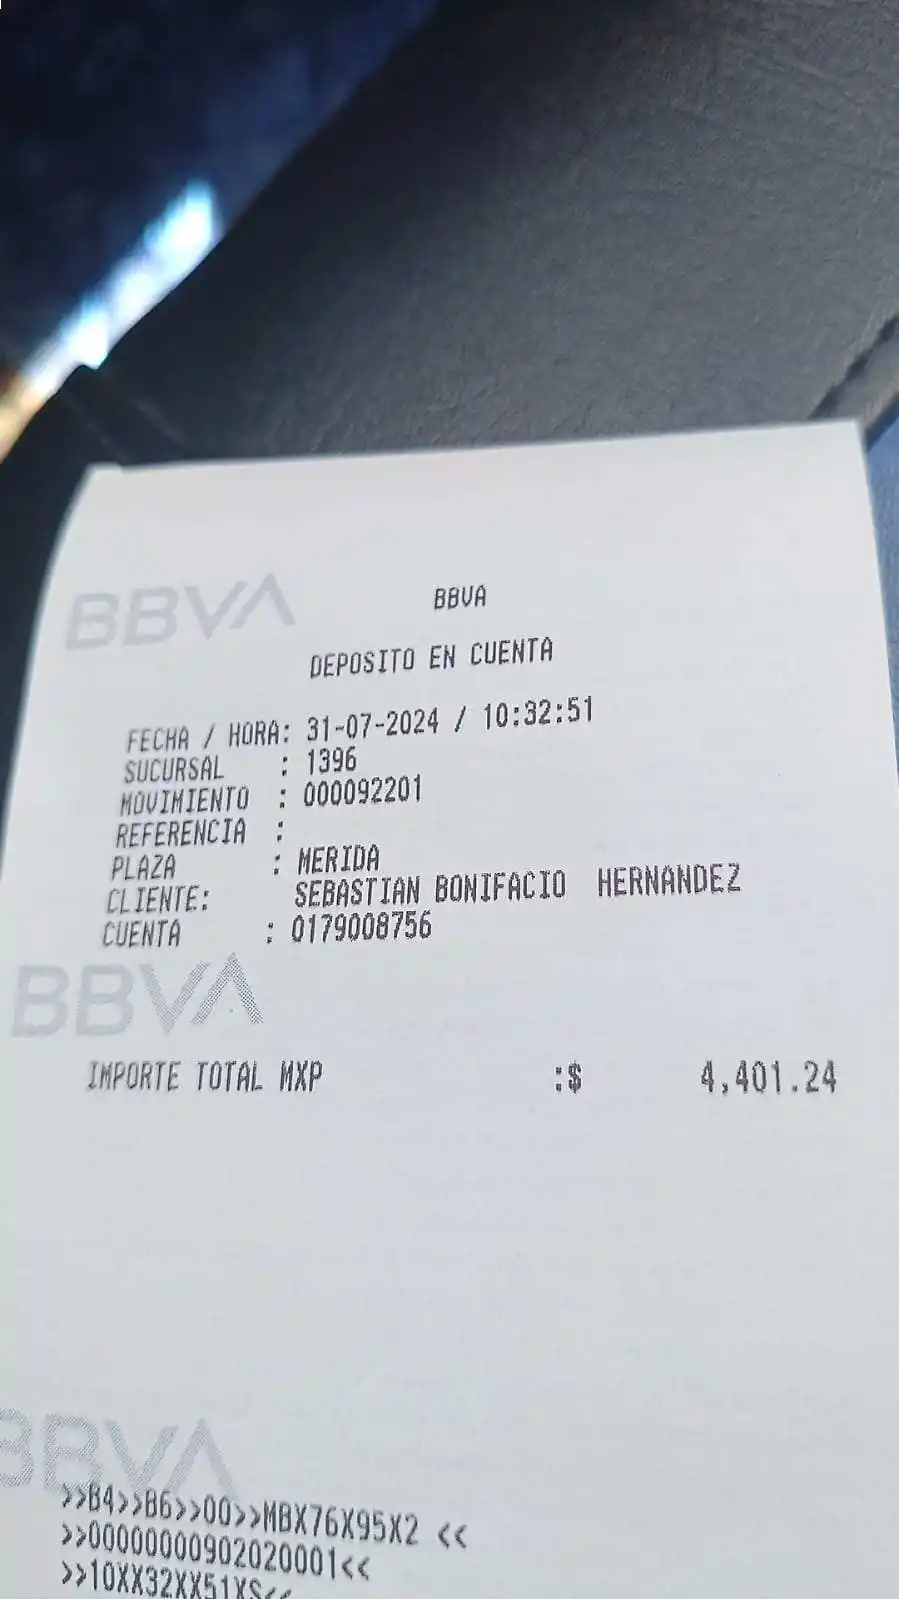 BBVA
BBVA
DEPOSITO EN CUENTA
FECHA / HORA: 31-07-2024 / 10:32:51
SUCURSAL : 1396
MOVIMIENTO : 000092201
REFERENCIA :
PLAZA : MERIDA
CLIENTE: SEBASTIAN BONIFACIO HERNANDEZ
CUENTA : 0179008756
BBVA
IMPORTE TOTAL MXP :$ 4,401.24
BBVA
>>B4>>B6>>00>>MBX76X95X2 <<
>>00000000902020001<<
>>10XX32XX51XS<<